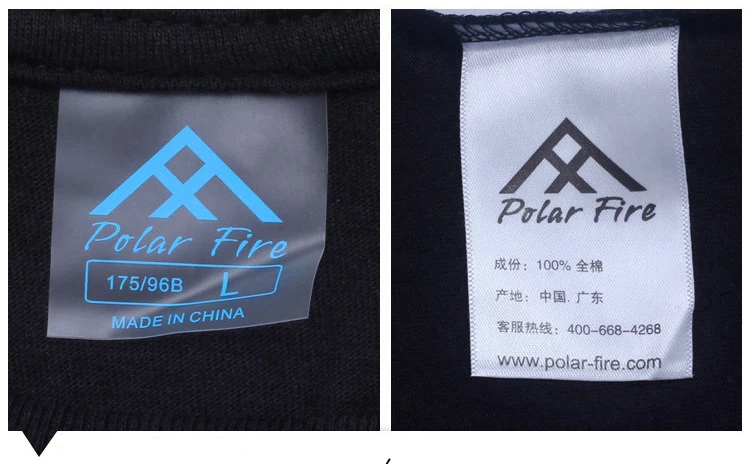 Polar Fire
175/96B L
MADE IN CHINA
Polar Fire
成份: 100% 全棉
产地: 中国. 广东
客服热线: 400-668-4268
www.polar-fire.com